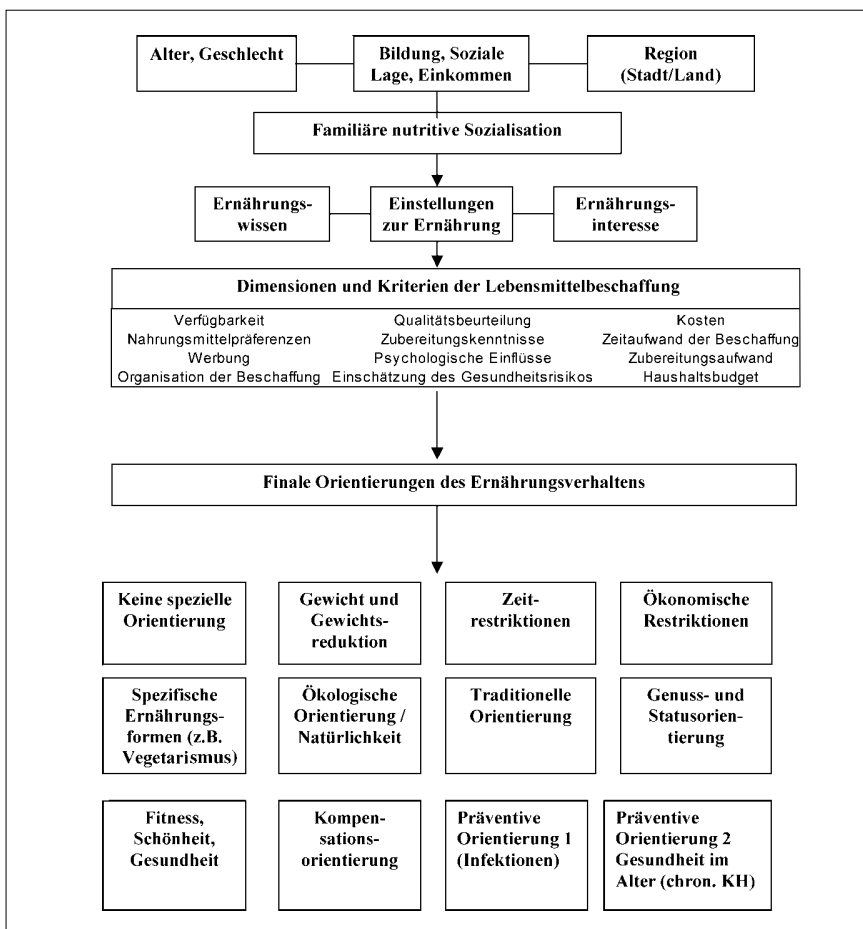 Alter, Geschlecht
Bildung, Soziale
Lage, Einkommen
Region
(Stadt/Land)
Familiäre nutritive Sozialisation
Ernährungs-
wissen
Einstellungen
zur Ernährung
Ernährungs-
interesse
Dimensionen und Kriterien der Lebensmittelbeschaffung
Verfügbarkeit Qualitätsbeurteilung Kosten
Nahrungsmittelpräferenzen Zubereitungskenntnisse Zeitaufwand der Beschaffung
Werbung Psychologische Einflüsse Zubereitungsaufwand
Organisation der Beschaffung Einschätzung des Gesundheitsrisikos Haushaltsbudget
Finale Orientierungen des Ernährungsverhaltens
Keine spezielle
Orientierung
Gewicht und
Gewichts-
reduktion
Zeit-
restriktionen
Ökonomische
Restriktionen
Spezifische
Ernährungs-
formen (z.B.
Vegetarismus)
Ökologische
Orientierung /
Natürlichkeit
Traditionelle
Orientierung
Genuss- und
Statusorien-
tierung
Fitness,
Schönheit,
Gesundheit
Kompen-
sations-
orientierung
Präventive
Orientierung 1
(Infektionen)
Präventive
Orientierung 2
Gesundheit im
Alter (chron. KH)